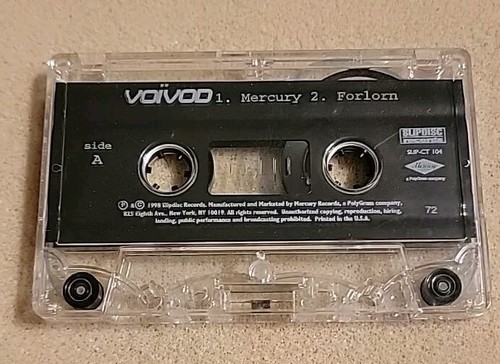 VOÏVOD 1. Mercury 2. Forlorn
SLIPDISC
RECORDS
side
A
SLIP-CT 104
Mercury
a PolyGram company
℗ & © 1998 Slipdisc Records. Manufactured and Marketed by Mercury Records, a PolyGram company,
825 Eighth Ave., New York, NY 10019. All rights reserved. Unauthorized copying, reproduction, hiring,
lending, public performance and broadcasting prohibited. Printed in the U.S.A.
72